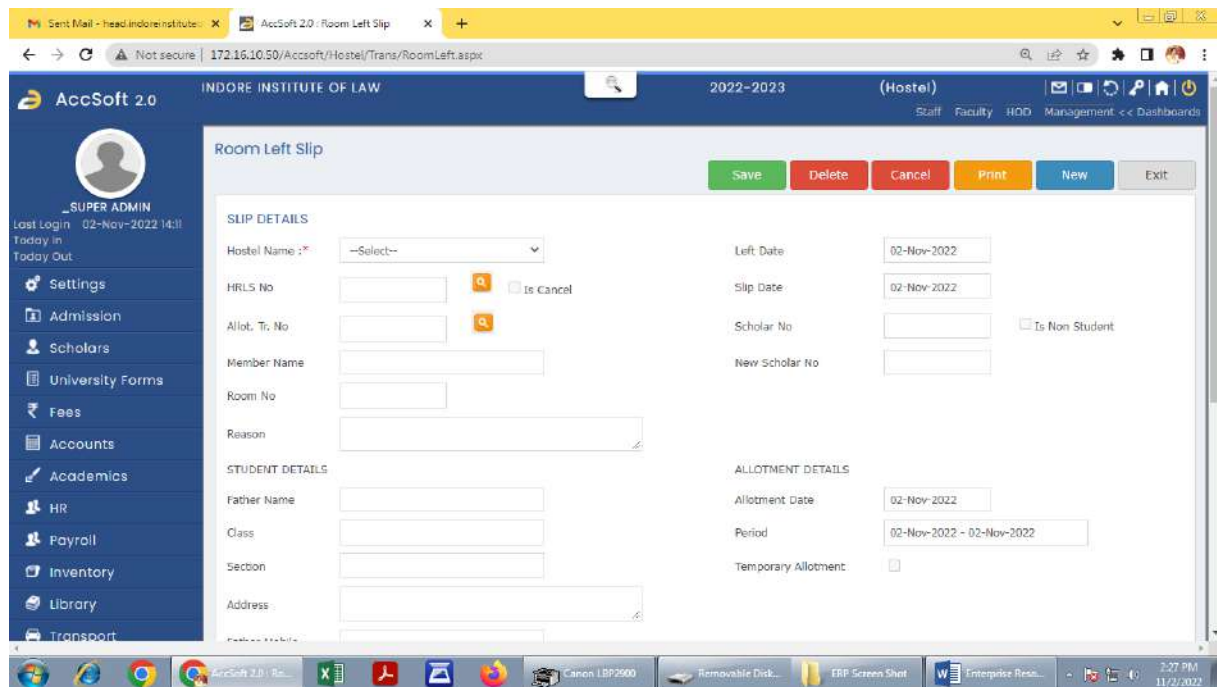 Sent Mail - head.indoreinstitute
AccSoft 2.0 : Room Left Slip
Not secure | 172.16.10.50/Accsoft/Hostel/Trans/RoomLeft.aspx
AccSoft 2.0
INDORE INSTITUTE OF LAW
2022-2023
(Hostel)
Staff Faculty HOD Management << Dashboards
_SUPER ADMIN
Last Login 02-Nov-2022 14:11
Today In
Today Out
Settings
Admission
Scholars
University Forms
Fees
Accounts
Academics
HR
Payroll
Inventory
Library
Transport
Room Left Slip
Save Delete Cancel Print New Exit
SLIP DETAILS
Hostel Name :* --Select-- Left Date 02-Nov-2022
HRLS No Is Cancel Slip Date 02-Nov-2022
Allot. Tr. No Scholar No Is Non Student
Member Name New Scholar No
Room No
Reason
STUDENT DETAILS ALLOTMENT DETAILS
Father Name Allotment Date 02-Nov-2022
Class Period 02-Nov-2022 - 02-Nov-2022
Section Temporary Allotment
Address
Father Mobile
AccSoft 2.0 : Ro... Canon LBP2900 Removable Disk... ERP Screen Shot Enterprise Reso...
2:27 PM
11/2/2022